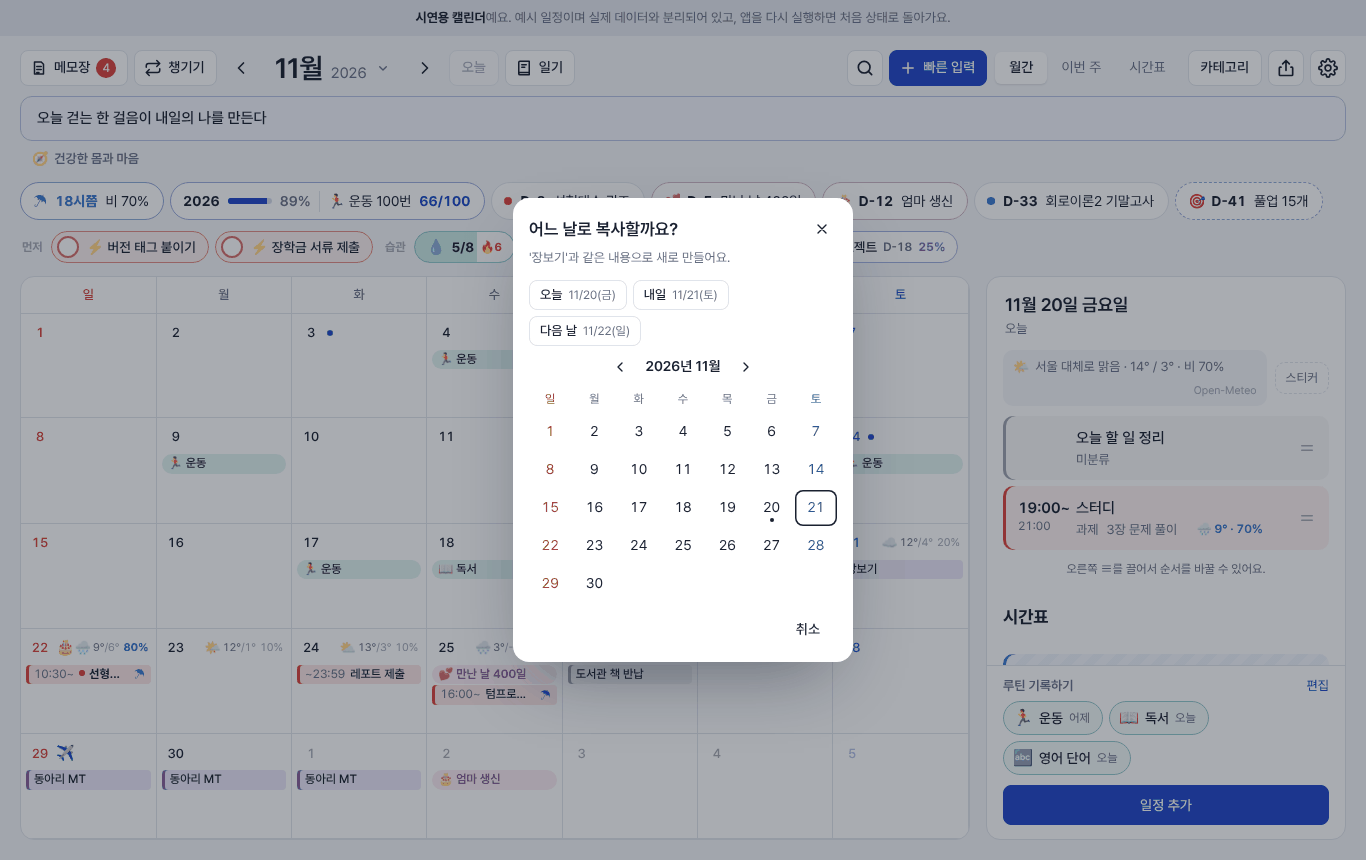 시연용 캘린더예요. 예시 일정이며 실제 데이터와 분리되어 있고, 앱을 다시 실행하면 처음 상태로 돌아가요.
메모장 4 챙기기 11월 2026 오늘 일기 빠른 입력 월간 이번 주 시간표 카테고리
오늘 걷는 한 걸음이 내일의 나를 만든다
건강한 몸과 마음
18시쯤 비 70% 2026 89% 운동 100번 66/100 D-12 엄마 생신 D-33 회로이론2 기말고사 D-41 풀업 15개
먼저 버전 태그 붙이기 장학금 서류 제출 습관 5/8 6 D-18 25%
어느 날로 복사할까요?
'장보기'과 같은 내용으로 새로 만들어요.
오늘 11/20(금) 내일 11/21(토)
다음 날 11/22(일)
2026년 11월
일 월 화 수 목 금 토
1 2 3 4 5 6 7
8 9 10 11 12 13 14
15 16 17 18 19 20 21
22 23 24 25 26 27 28
29 30
취소
일 월 화 수 토
1 2 3 4
운동
8 9 10 11
운동 운동
15 16 17 18 12°/4° 20%
운동 독서
22 9°/6° 80% 23 12°/1° 10% 24 13°/3° 10% 25
10:30~ 선형... ~23:59 레포트 제출 만난 날 400일 도서관 책 반납
16:00~ 텀프로...
29 30 1 2 3 4 5
동아리 MT 동아리 MT 동아리 MT 엄마 생신
11월 20일 금요일
오늘
서울 대체로 맑음 · 14° / 3° · 비 70%
Open-Meteo
스티커
오늘 할 일 정리
미분류
19:00~ 스터디
21:00 과제 3장 문제 풀이 9° · 70%
오른쪽 을 끌어서 순서를 바꿀 수 있어요.
시간표
루틴 기록하기 편집
운동 어제 독서 오늘
abc 영어 단어 오늘
일정 추가